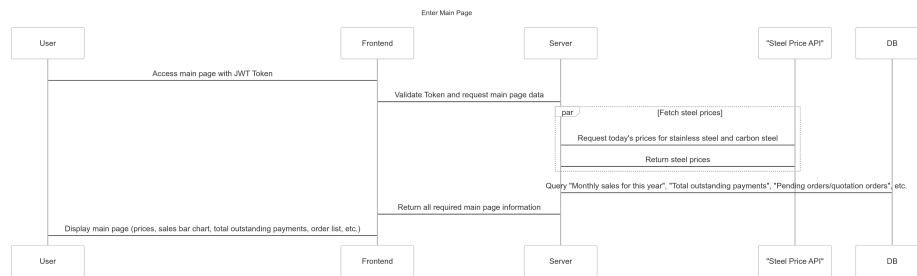 Enter Main Page
User
Frontend
Server
"Steel Price API"
DB
Access main page with JWT Token
Validate Token and request main page data
par
[Fetch steel prices]
Request today's prices for stainless steel and carbon steel
Return steel prices
Query "Monthly sales for this year", "Total outstanding payments", "Pending orders/quotation orders", etc.
Return all required main page information
Display main page (prices, sales bar chart, total outstanding payments, order list, etc.)
User
Frontend
Server
"Steel Price API"
DB